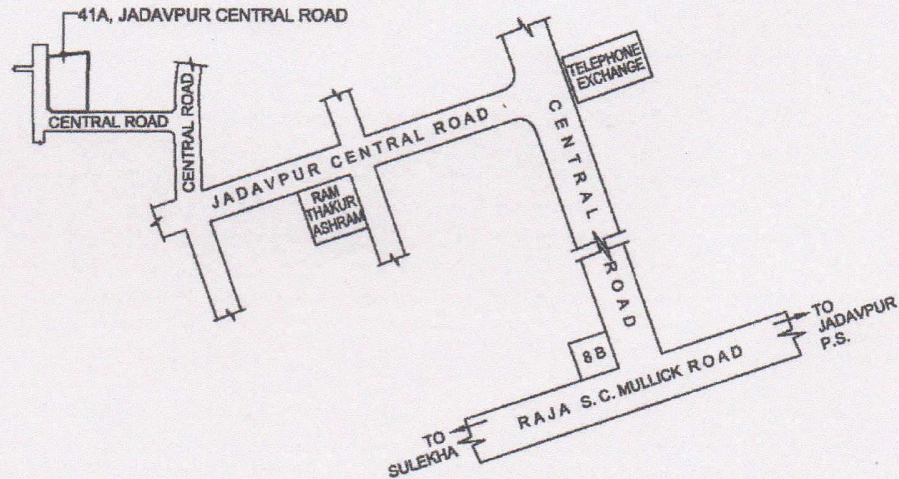 41A, JADAVPUR CENTRAL ROAD
CENTRAL ROAD
CENTRAL ROAD
JADAVPUR CENTRAL ROAD
RAM
THAKUR
ASHRAM
TELEPHONE
EXCHANGE
CENTRAL ROAD
8B
RAJA S.C. MULLICK ROAD
TO
JADAVPUR
P.S.
TO
SULEKHA